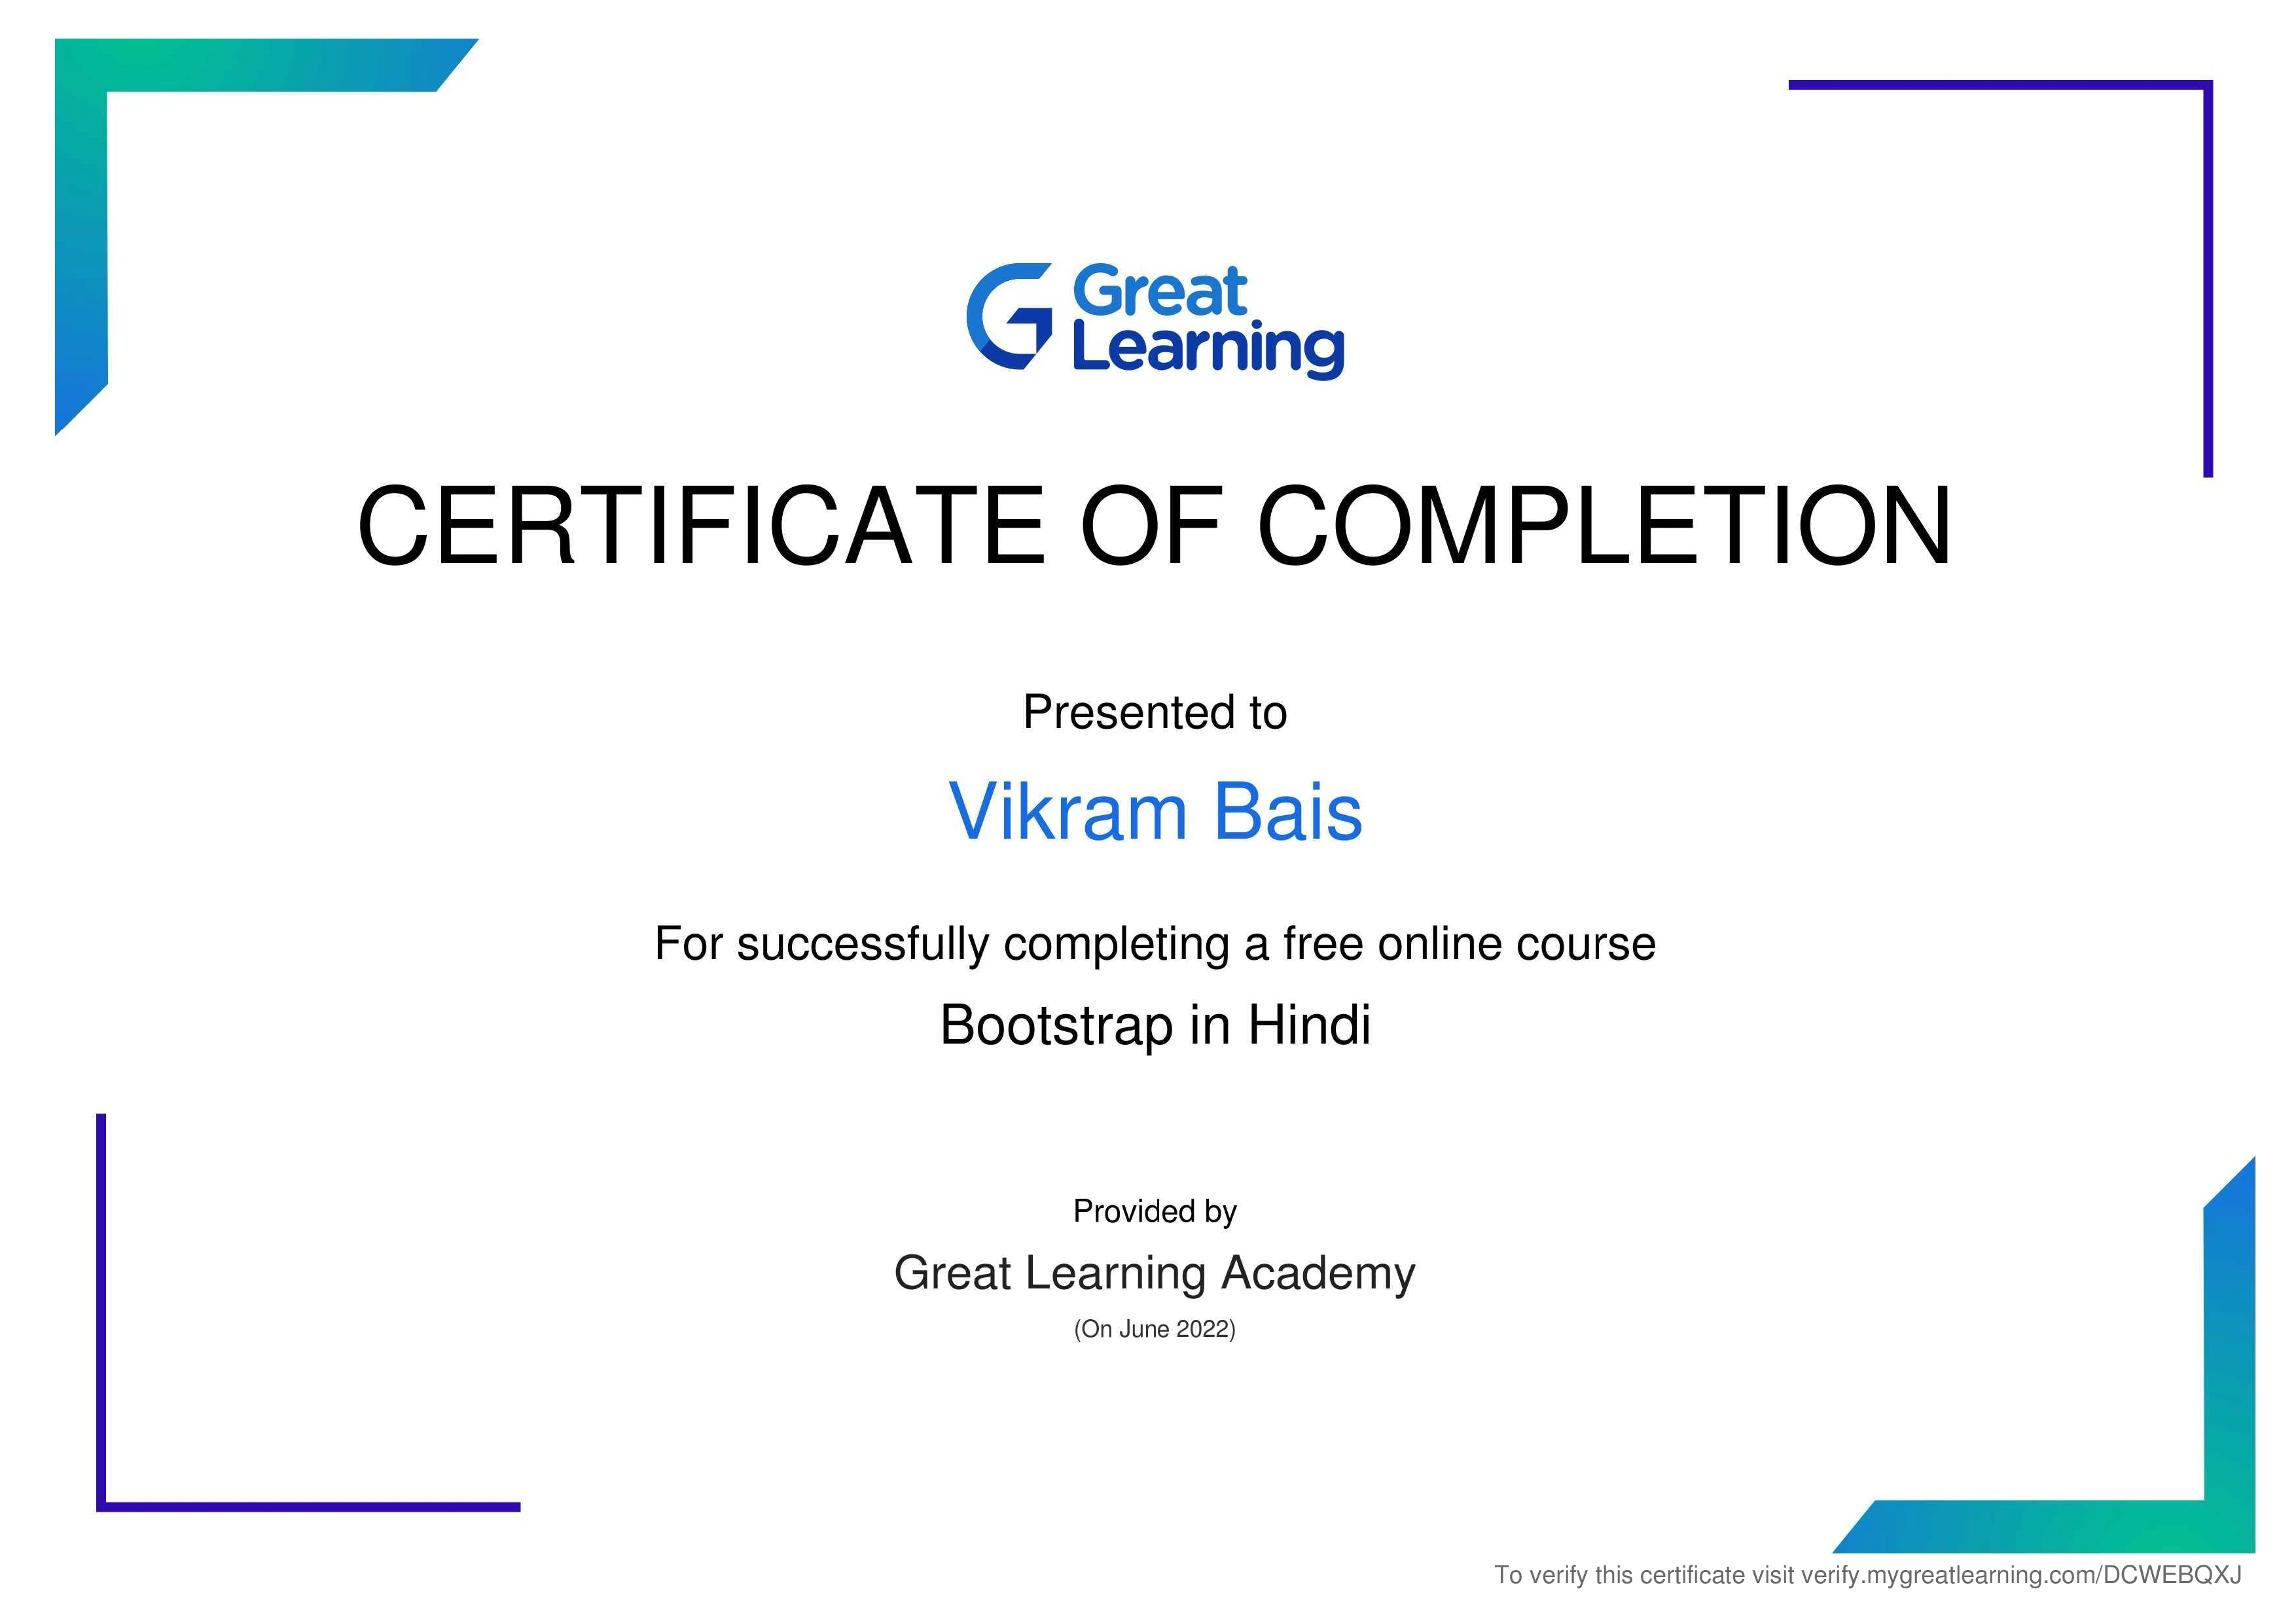 Great
Learning
CERTIFICATE OF COMPLETION
Presented to
Vikram Bais
For successfully completing a free online course
Bootstrap in Hindi
Provided by
Great Learning Academy
(On June 2022)
To verify this certificate visit verify.mygreatlearning.com/DCWEBQXJ